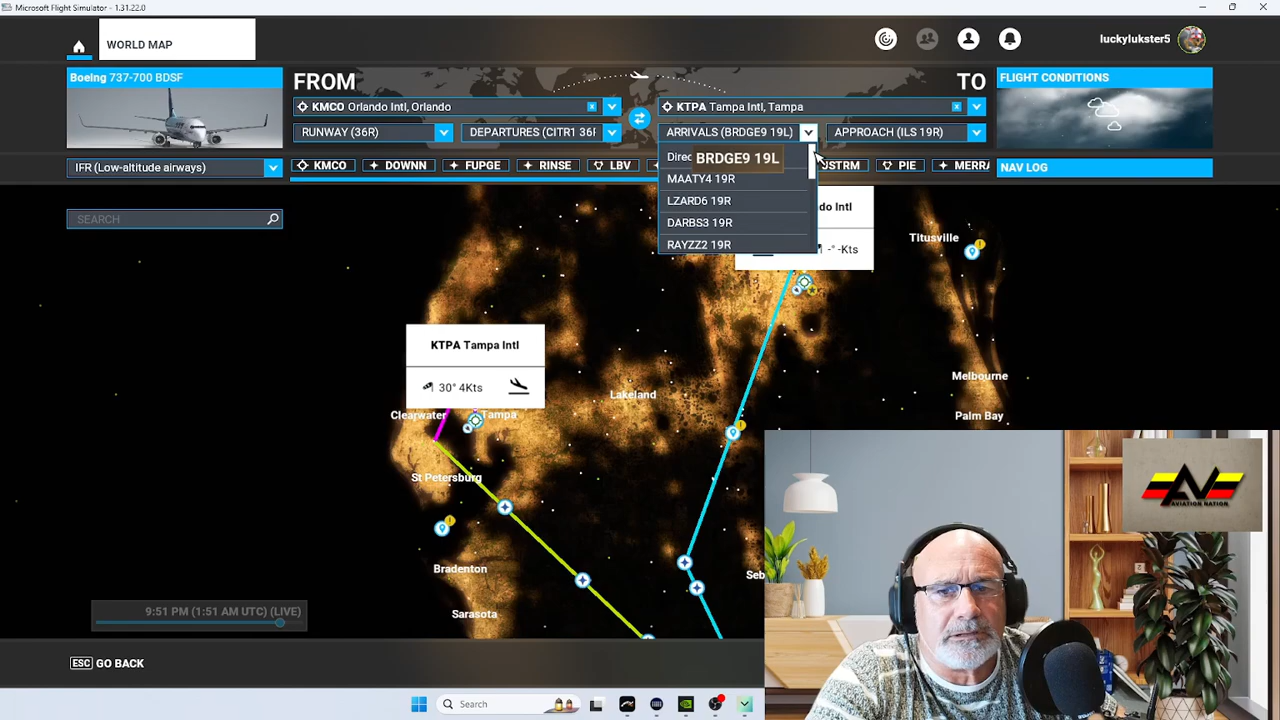 Microsoft Flight Simulator - 1.31.22.0
WORLD MAP
luckylukster5
Boeing 737-700 BDSF
FROM
TO
FLIGHT CONDITIONS
KMCO Orlando Intl, Orlando
KTPA Tampa Intl, Tampa
RUNWAY (36R)
DEPARTURES (CITR1 36R
ARRIVALS (BRDGE9 19L)
APPROACH (ILS 19R)
IFR (Low-altitude airways)
KMCO
DOWNN
FUPGE
RINSE
LBV
USTRM
PIE
MERRA
NAV LOG
Direc
BRDGE9 19L
MAATY4 19R
LZARD6 19R
DARBS3 19R
RAYZZ2 19R
SEARCH
do Intl
-° -Kts
Titusville
KTPA Tampa Intl
30° 4Kts
Lakeland
Melbourne
Clearwater
Tampa
Palm Bay
St Petersburg
Bradenton
Seb
Sarasota
9:51 PM (1:51 AM UTC) (LIVE)
AVIATION NATION
ESC GO BACK
Search